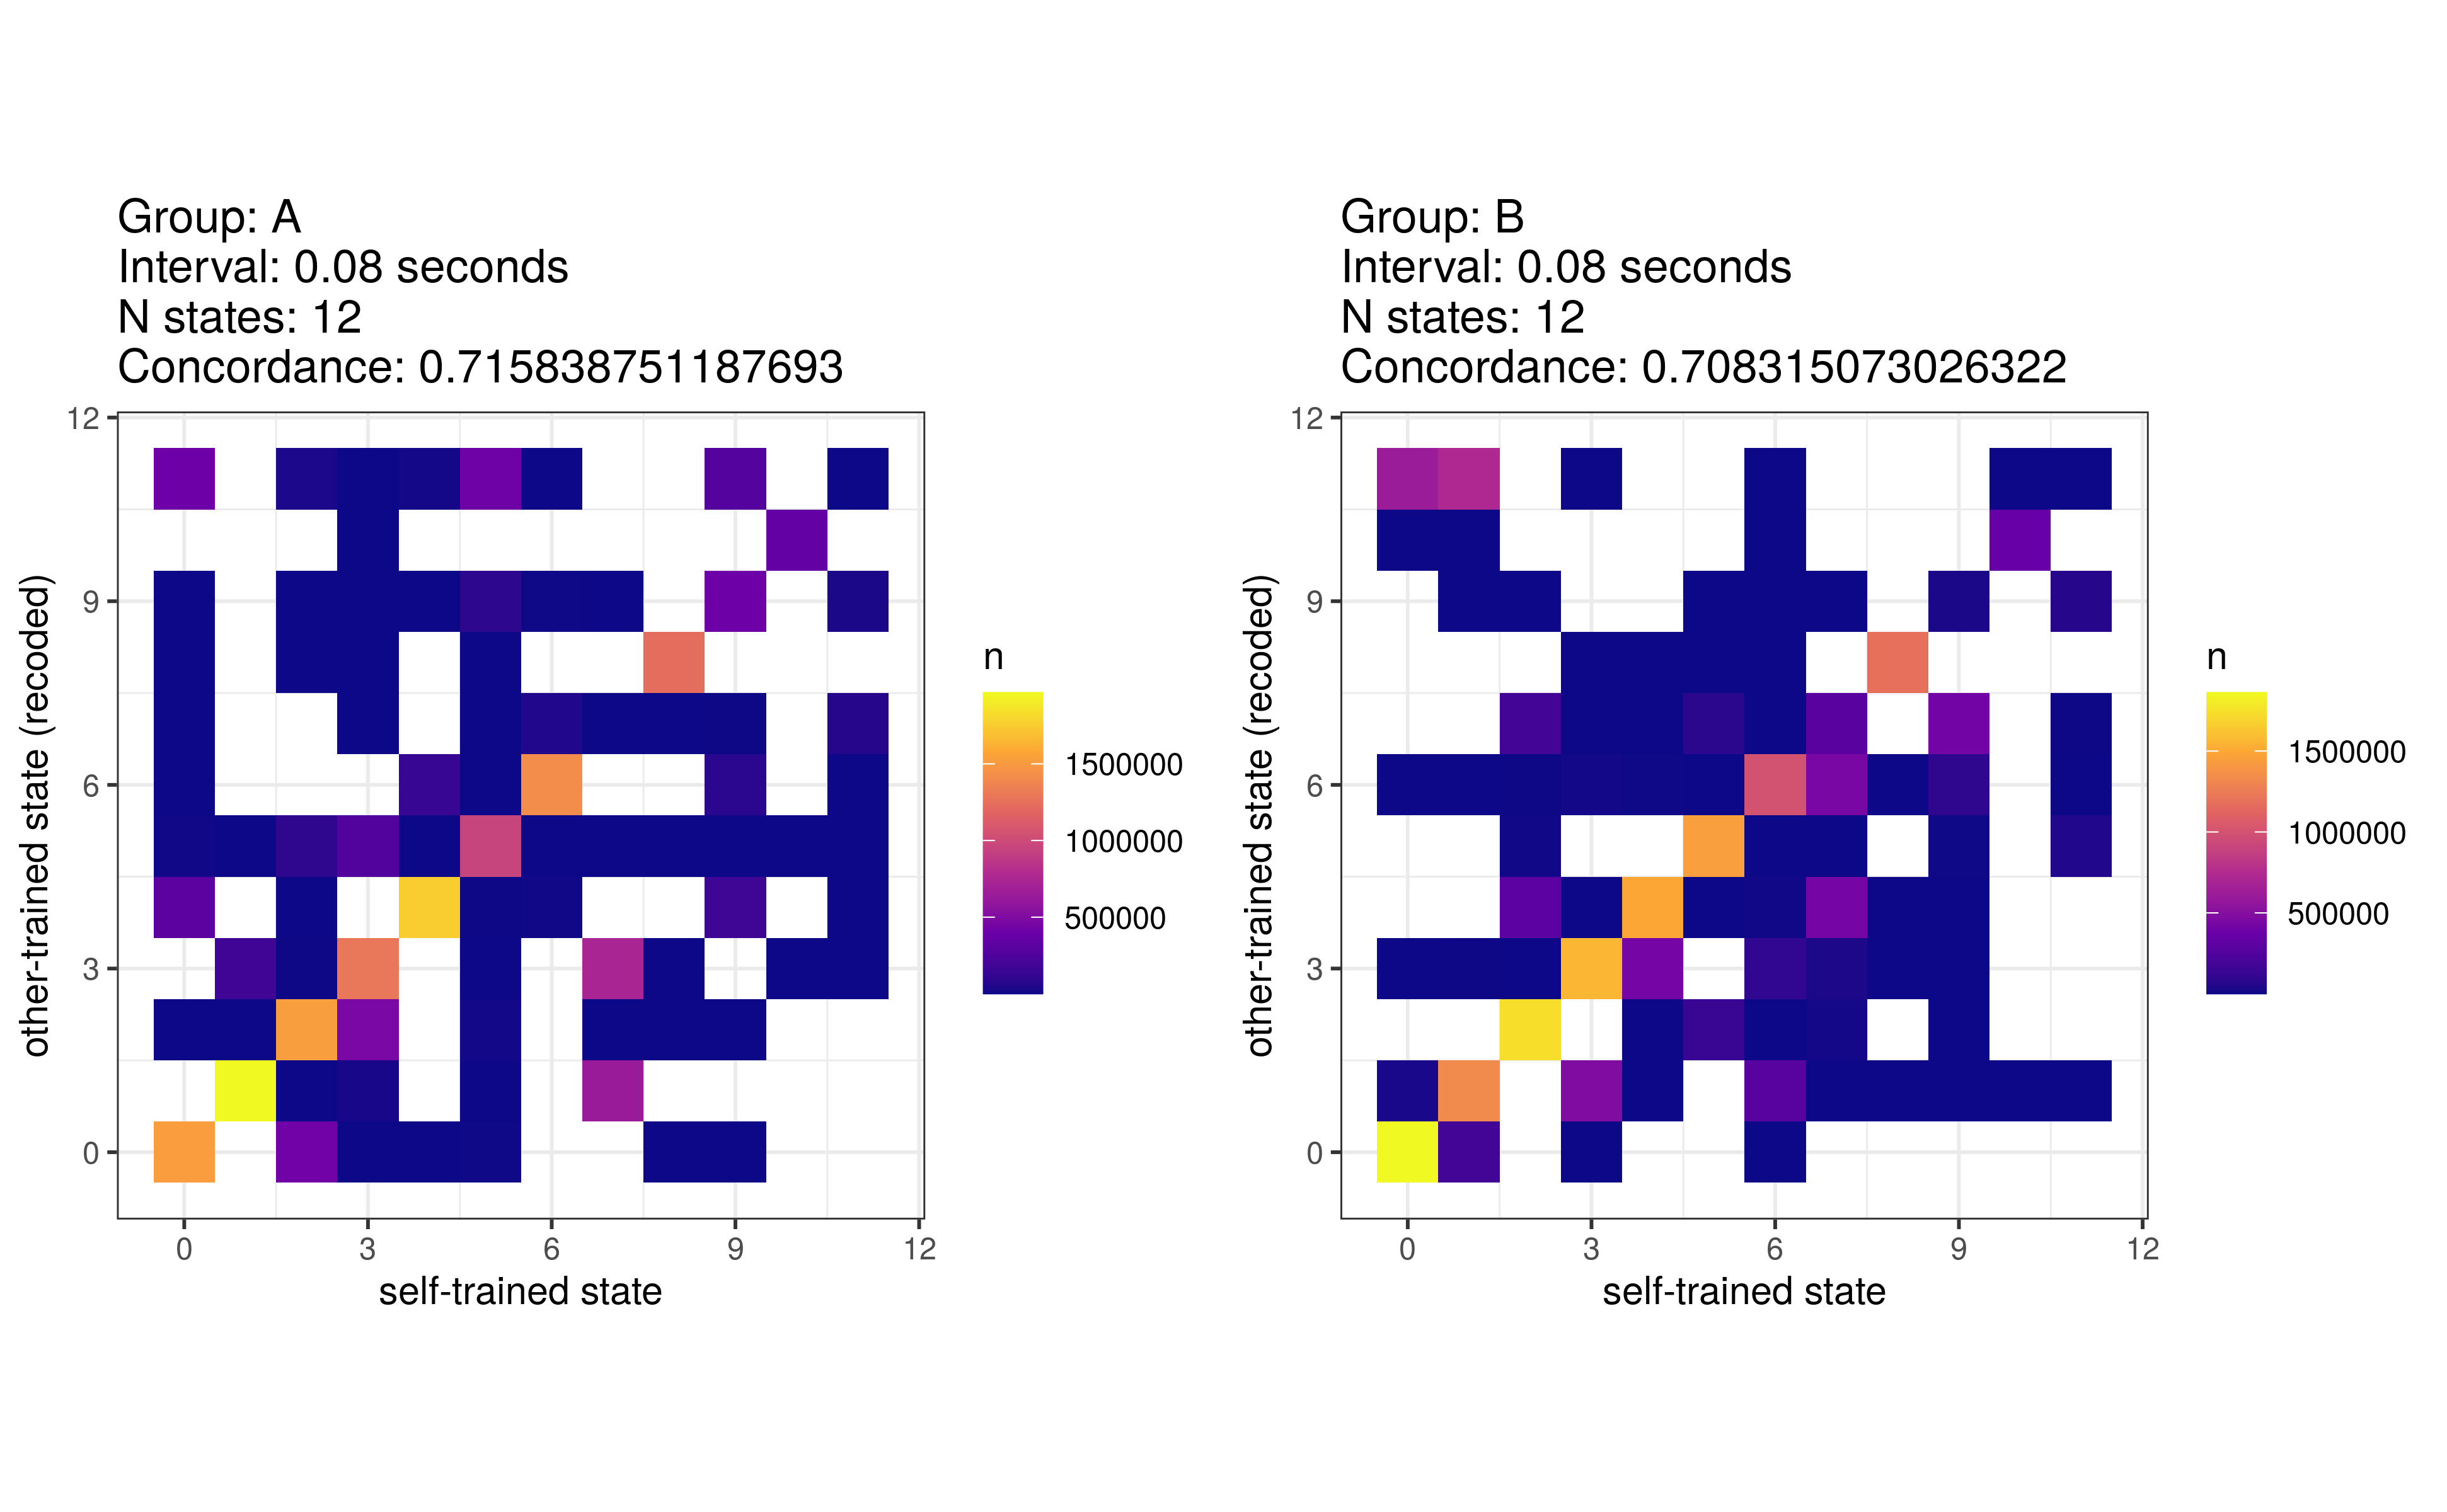 Group: A
Interval: 0.08 seconds
N states: 12
Concordance: 0.715838751187693
12
9
6
3
0
other-trained state (recoded)
0
3
6
9
12
self-trained state
n
1500000
1000000
500000
Group: B
Interval: 0.08 seconds
N states: 12
Concordance: 0.708315073026322
12
9
6
3
0
other-trained state (recoded)
0
3
6
9
12
self-trained state
n
1500000
1000000
500000